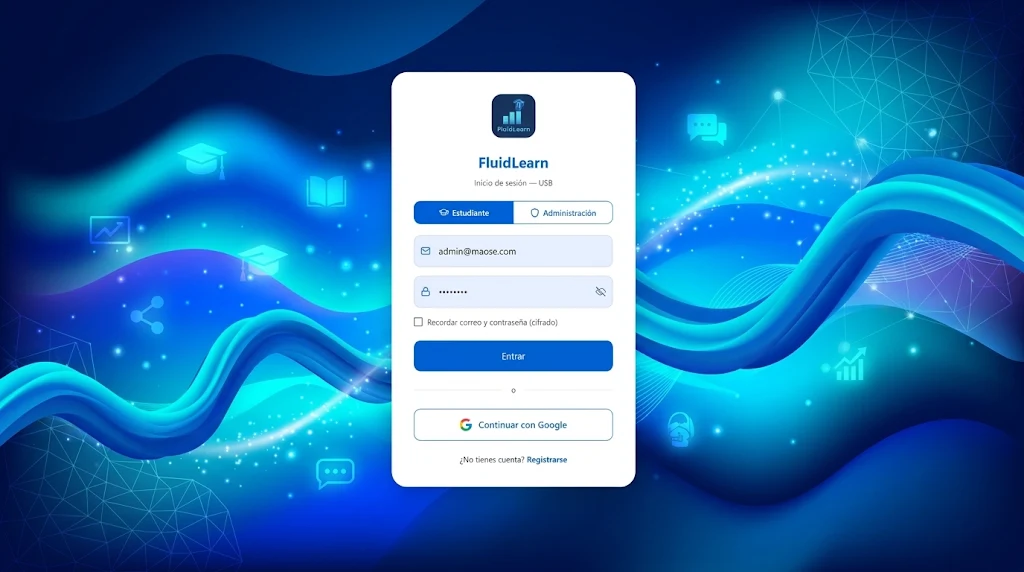 FluidLearn
FluidLearn
Inicio de sesión — USB
Estudiante
Administración
admin@maose.com
••••••••
Recordar correo y contraseña (cifrado)
Entrar
o
Continuar con Google
¿No tienes cuenta? Registrarse